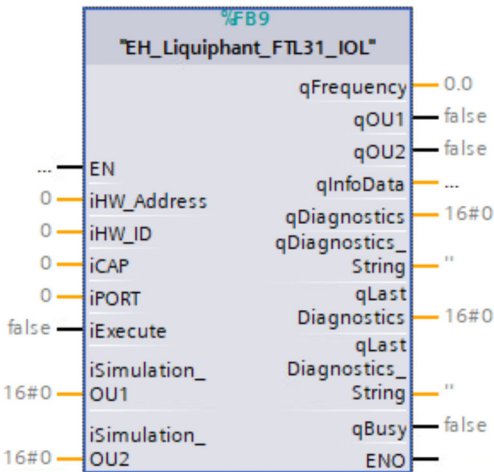 %FB9
"EH_Liquiphant_FTL31_IOL"
qFrequency 0.0
qOU1 false
qOU2 false
... EN
qInfoData ...
0 iHW_Address
qDiagnostics 16#0
0 iHW_ID
qDiagnostics_
String ''
0 iCAP
0 iPORT
qLast
Diagnostics 16#0
false iExecute
qLast
Diagnostics_
String ''
iSimulation_
16#0 OU1
qBusy false
iSimulation_
16#0 OU2
ENO